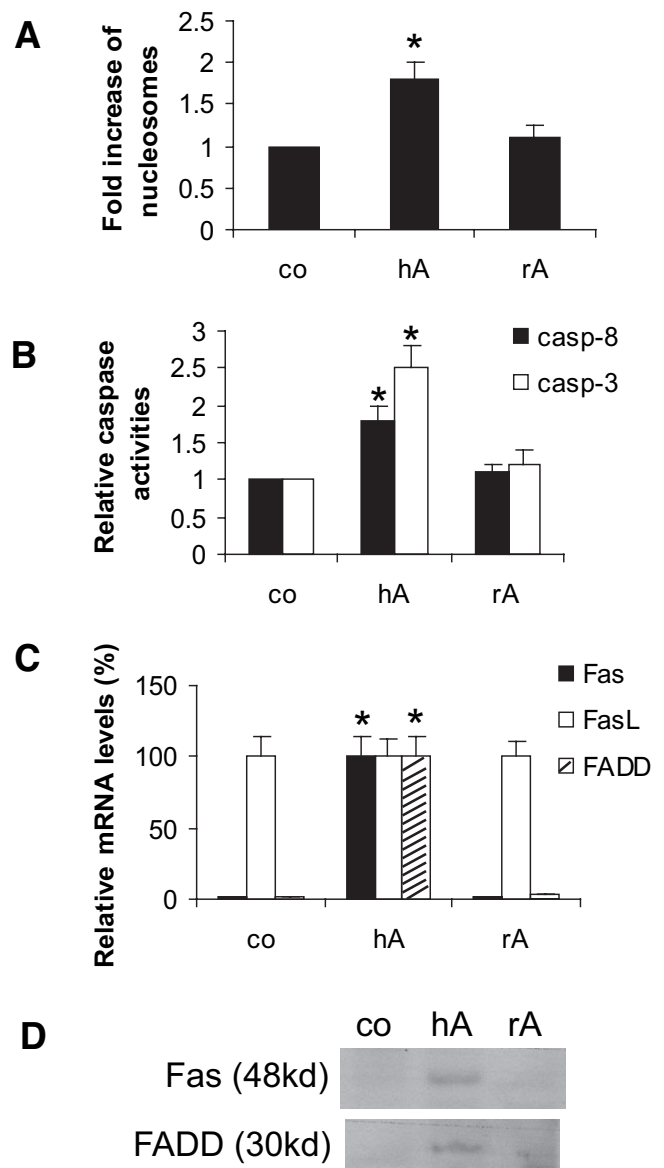 A
Fold increase of
nucleosomes
2.5
2
1.5
1
0.5
0
*
co hA rA
B
Relative caspase
activities
3
2.5
2
1.5
1
0.5
0
* *
casp-8
casp-3
co hA rA
C
Relative mRNA levels (%)
150
100
50
0
* *
Fas
FasL
FADD
co hA rA
D
co hA rA
Fas (48kd)
FADD (30kd)